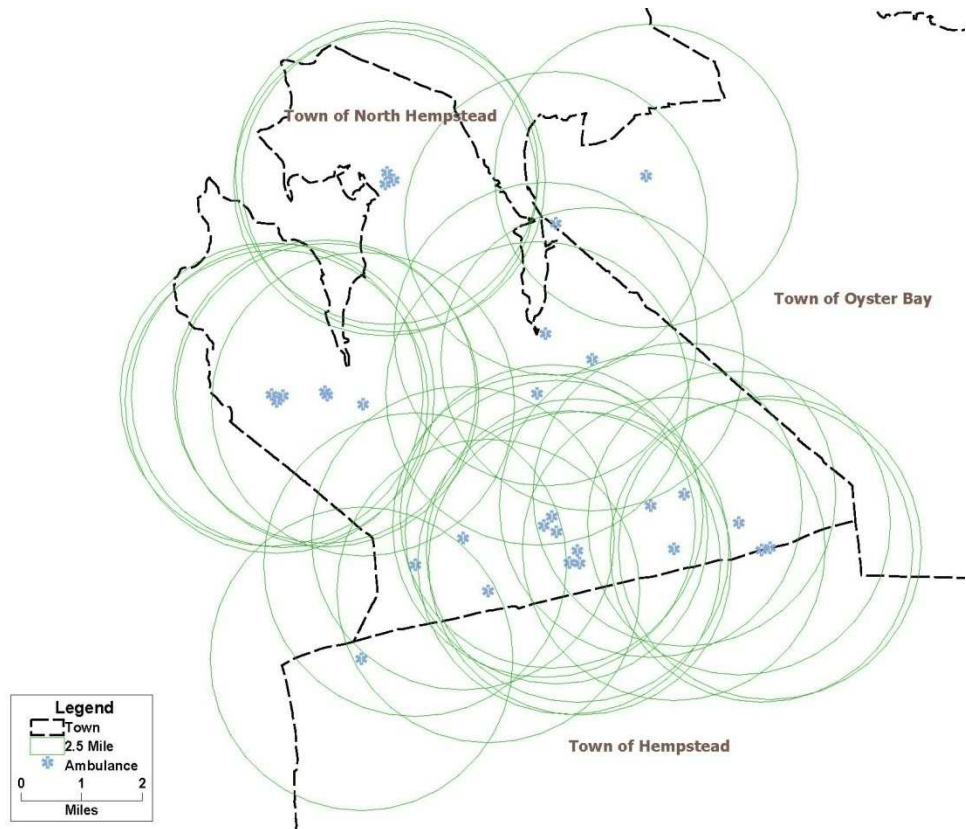 Town of North Hempstead
Town of Oyster Bay
Town of Hempstead
Legend
Town
2.5 Mile
Ambulance
0 1 2
Miles